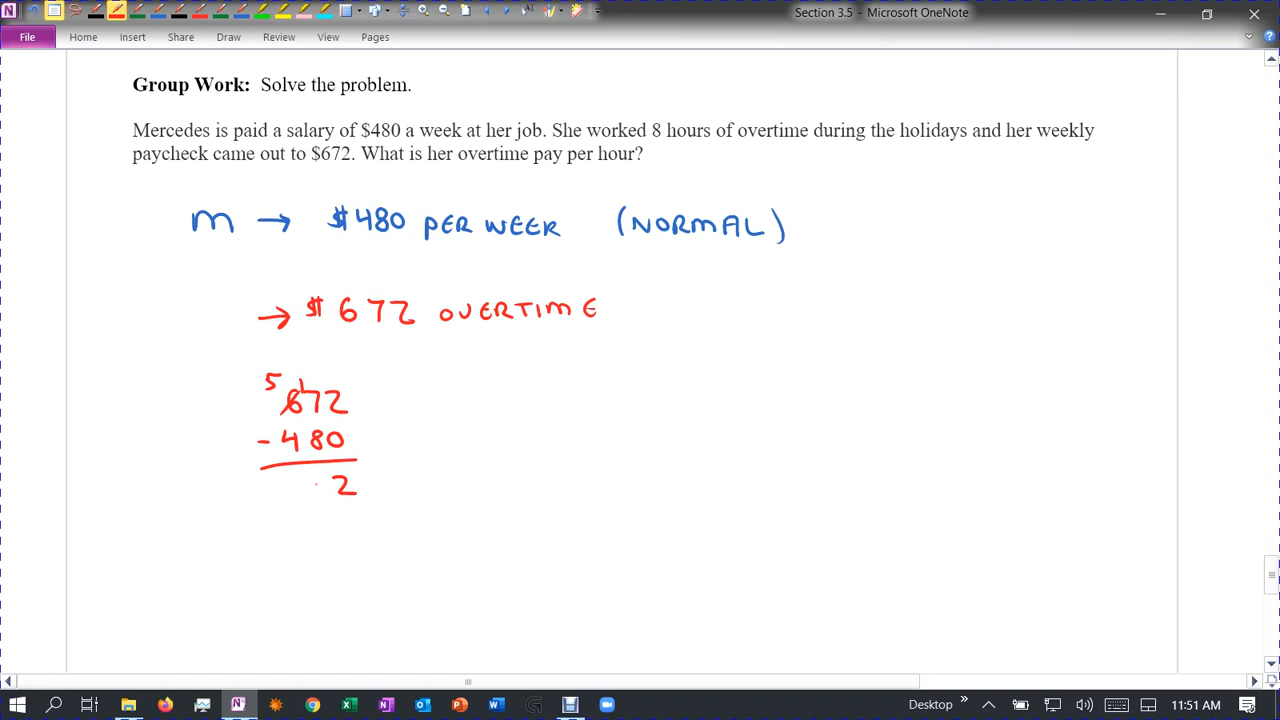 Section 3.5 - Microsoft OneNote
File Home Insert Share Draw Review View Pages
Group Work: Solve the problem.
Mercedes is paid a salary of $480 a week at her job. She worked 8 hours of overtime during the holidays and her weekly
paycheck came out to $672. What is her overtime pay per hour?
M → $480 PER WEEK (NORMAL)
→ $672 OVERTIME
5 1
672
- 480
2
Desktop » 11:51 AM